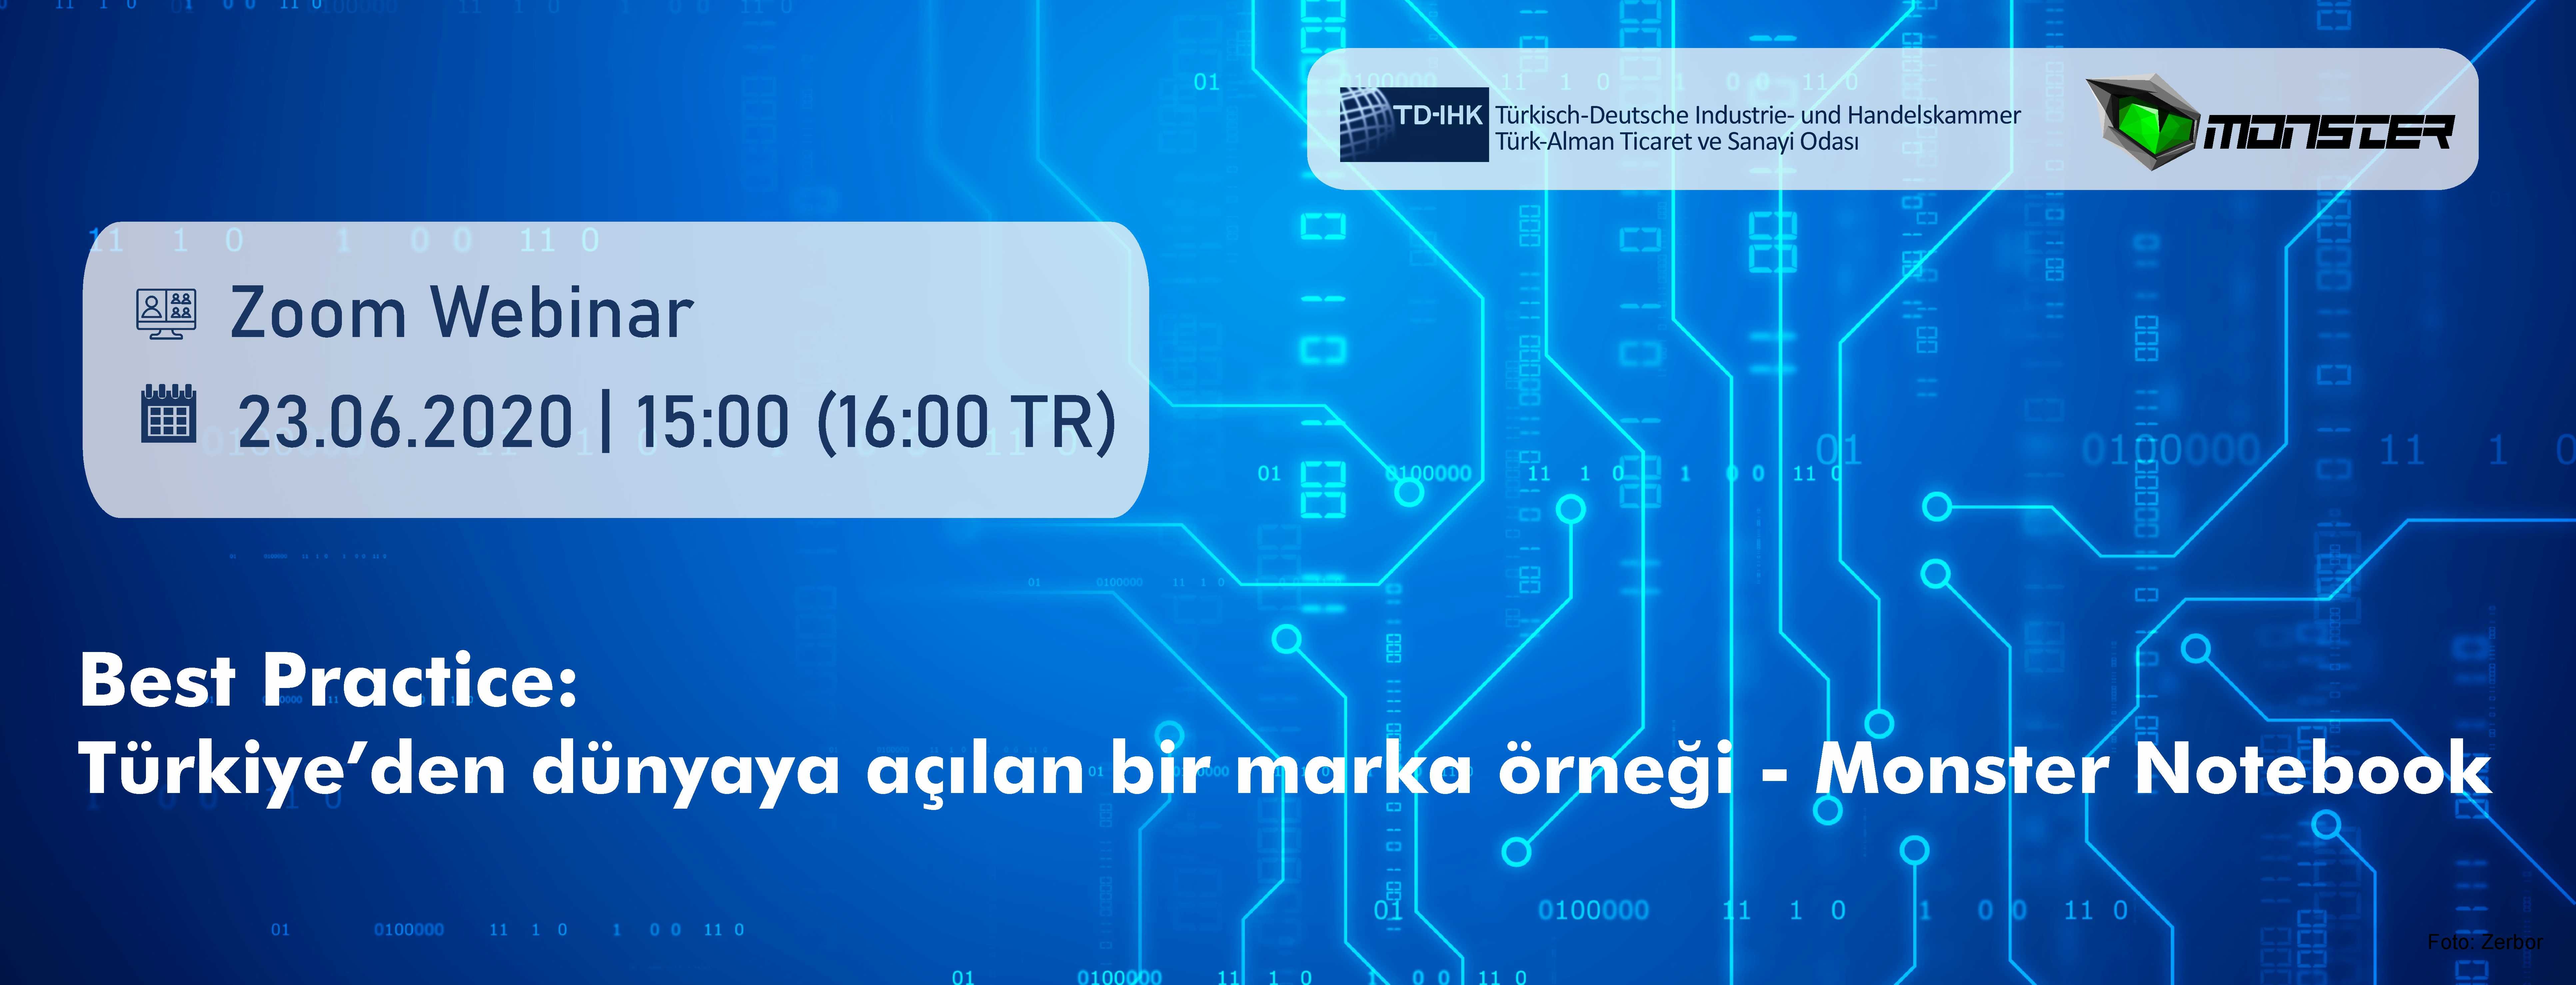 TD-IHK Türkisch-Deutsche Industrie- und Handelskammer
Türk-Alman Ticaret ve Sanayi Odası
MONSTER
Zoom Webinar
23.06.2020 | 15:00 (16:00 TR)
Best Practice:
Türkiye’den dünyaya açılan bir marka örneği - Monster Notebook
Foto: Zerbor